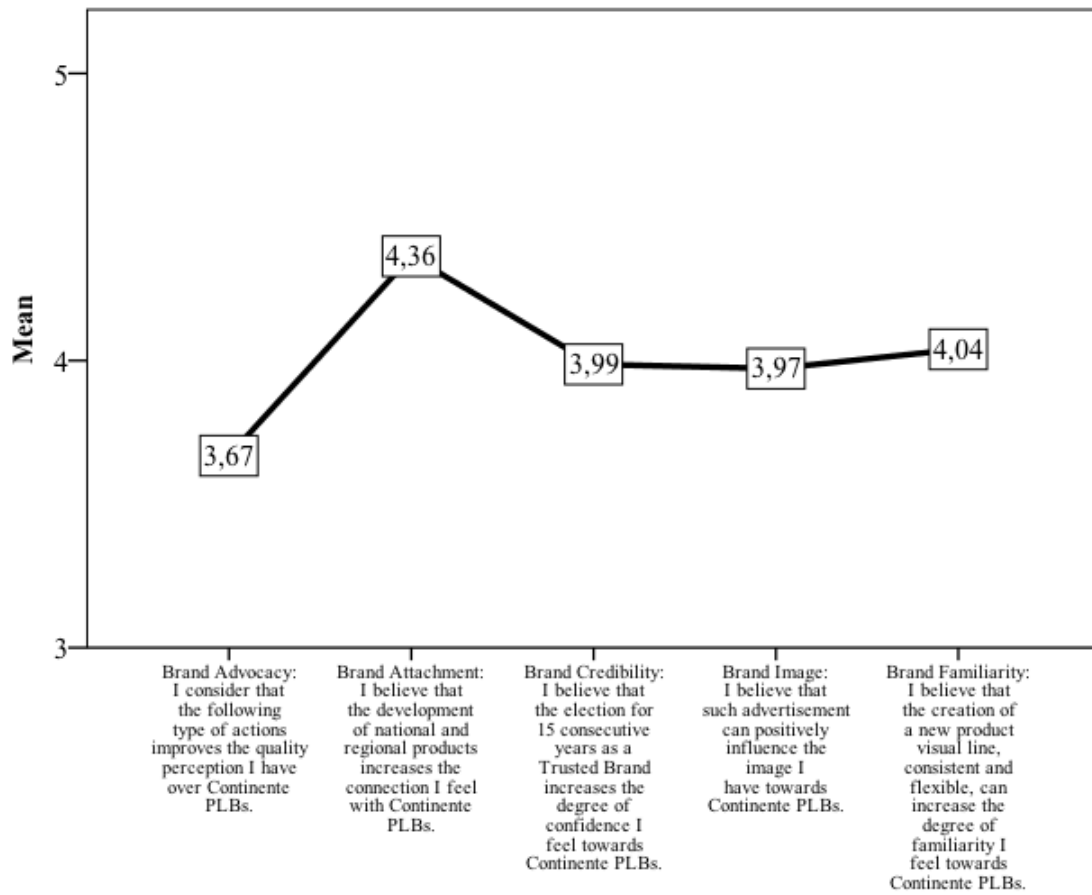 5
4
3
Mean
3,67
4,36
3,99
3,97
4,04
Brand Advocacy:
I consider that
the following
type of actions
improves the quality
perception I have
over Continente
PLBs.
Brand Attachment:
I believe that
the development
of national and
regional products
increases the
connection I feel
with Continente
PLBs.
Brand Credibility:
I believe that
the election for
15 consecutive
years as a
Trusted Brand
increases the
degree of
confidence I
feel towards
Continente PLBs.
Brand Image:
I believe that
such advertisement
can positively
influence the
image I
have towards
Continente PLBs.
Brand Familiarity:
I believe that
the creation of
a new product
visual line,
consistent and
flexible, can
increase the
degree of
familiarity I
feel towards
Continente PLBs.